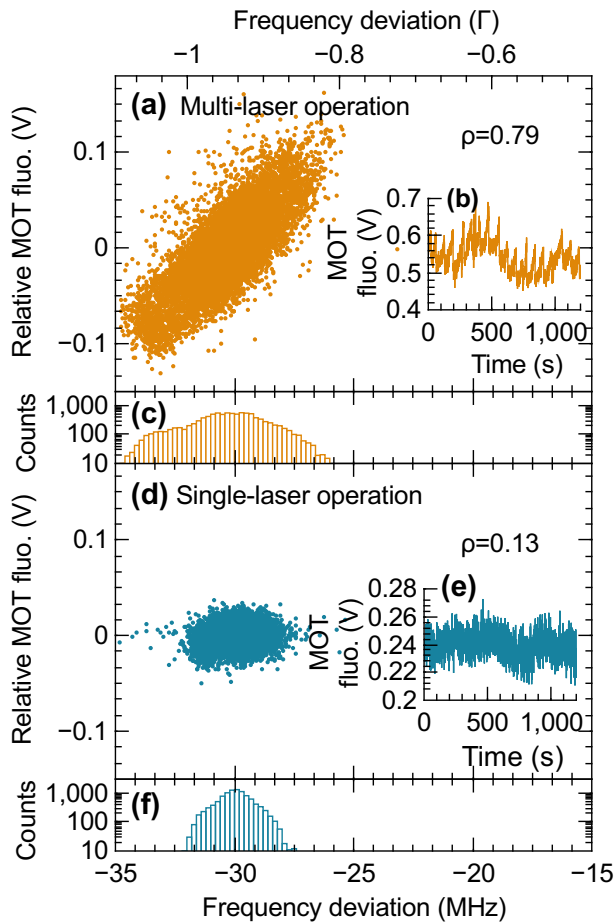 Frequency deviation (Γ)
−1 −0.8 −0.6
(a) Multi-laser operation
ρ=0.79
Relative MOT fluo. (V)
0.1
0
−0.1
(b)
MOT
fluo. (V)
0.7
0.6
0.5
0.4
0 500 1,000
Time (s)
(c)
Counts
1,000
100
10
(d) Single-laser operation
ρ=0.13
Relative MOT fluo. (V)
0.1
0
−0.1
(e)
MOT
fluo. (V)
0.28
0.26
0.24
0.22
0.2
0 500 1,000
Time (s)
(f)
Counts
1,000
100
10
−35 −30 −25 −20 −15
Frequency deviation (MHz)